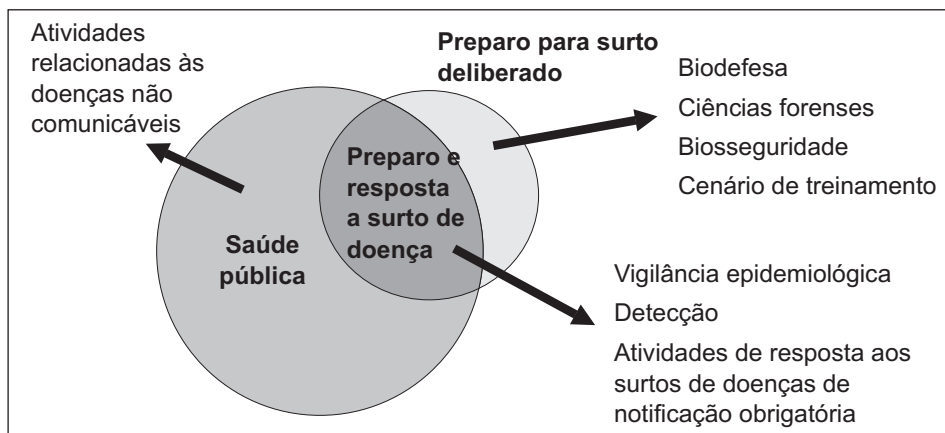 Atividades
relacionadas às
doenças não
comunicáveis
Preparo para surto
deliberado
Biodefesa
Ciências forenses
Biosseguridade
Cenário de treinamento
Preparo e
resposta
a surto de
doença
Saúde
pública
Vigilância epidemiológica
Detecção
Atividades de resposta aos
surtos de doenças de
notificação obrigatória